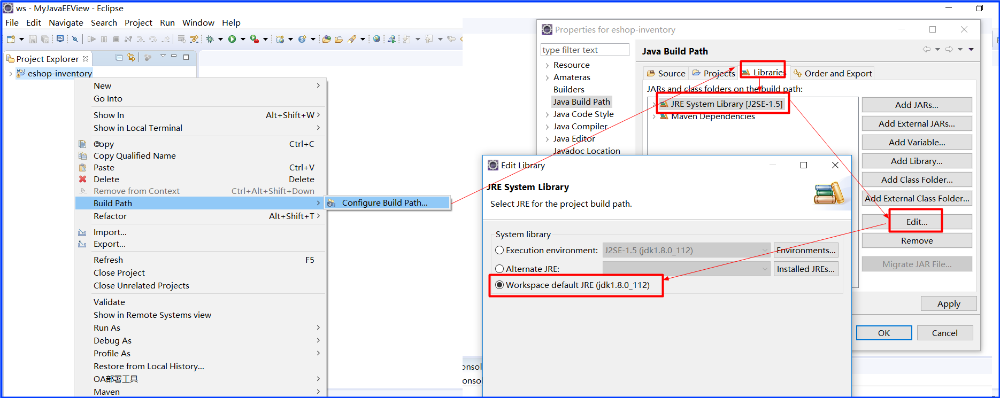 ws - MyJavaEEView - Eclipse
File Edit Navigate Search Project Run Window Help
Project Explorer
eshop-inventory
New
Go Into
Show In Alt+Shift+W
Show in Local Terminal
Copy Ctrl+C
Copy Qualified Name
Paste Ctrl+V
Delete Delete
Remove from Context Ctrl+Alt+Shift+Down
Build Path
Refactor Alt+Shift+T
Import...
Export...
Refresh F5
Close Project
Close Unrelated Projects
Validate
Show in Remote Systems view
Run As
Debug As
Profile As
Restore from Local History...
OA部署工具
Maven
Configure Build Path...
Properties for eshop-inventory
type filter text
Resource
Amateras
Builders
Java Build Path
Java Code Style
Java Compiler
Java Editor
Javadoc Location
Java Build Path
Source Projects Libraries Order and Export
JARs and class folders on the build path:
JRE System Library [J2SE-1.5]
Maven Dependencies
Add JARs...
Add External JARs...
Add Variable...
Add Library...
Add Class Folder...
Add External Class Folder...
Edit...
Remove
Migrate JAR File...
Apply
OK Cancel
Edit Library
JRE System Library
Select JRE for the project build path.
System library
Execution environment: J2SE-1.5 (jdk1.8.0_112) Environments...
Alternate JRE: Installed JREs...
Workspace default JRE (jdk1.8.0_112)
onsol
onsol